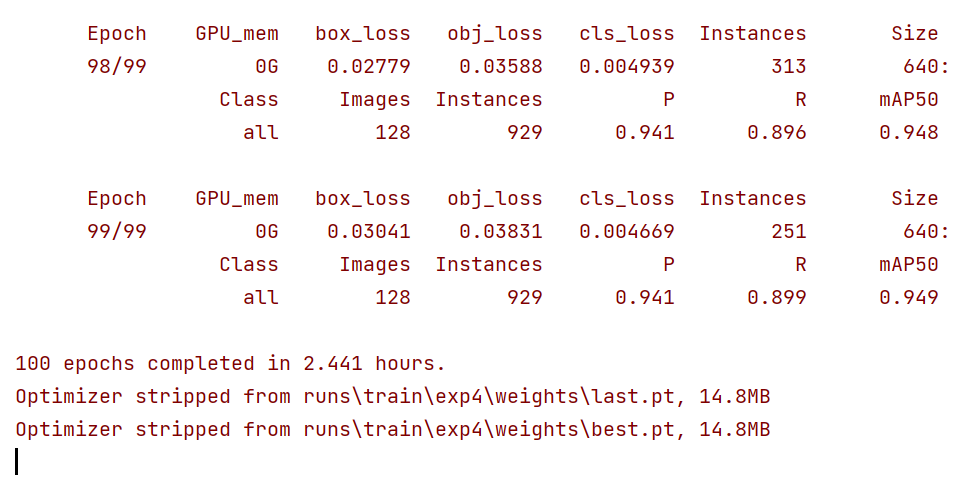 Epoch GPU_mem box_loss obj_loss cls_loss Instances Size
98/99 0G 0.02779 0.03588 0.004939 313 640:
Class Images Instances P R mAP50
all 128 929 0.941 0.896 0.948
Epoch GPU_mem box_loss obj_loss cls_loss Instances Size
99/99 0G 0.03041 0.03831 0.004669 251 640:
Class Images Instances P R mAP50
all 128 929 0.941 0.899 0.949
100 epochs completed in 2.441 hours.
Optimizer stripped from runs\train\exp4\weights\last.pt, 14.8MB
Optimizer stripped from runs\train\exp4\weights\best.pt, 14.8MB